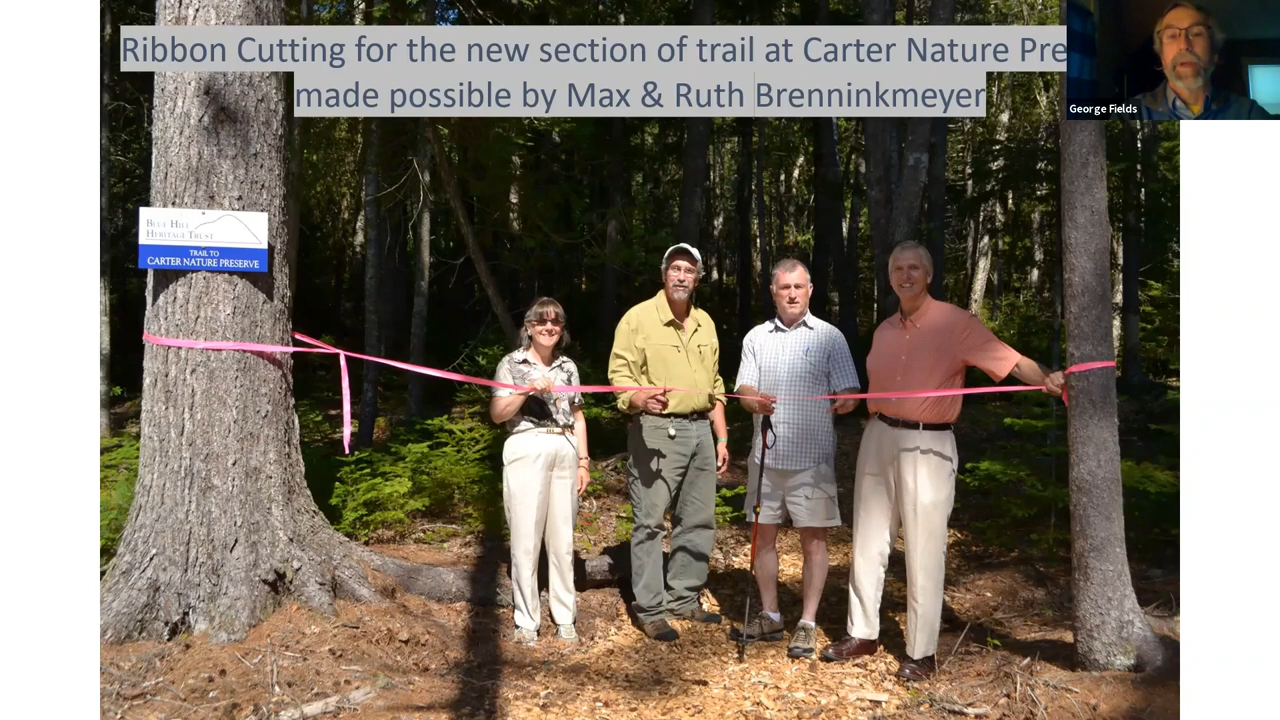 Ribbon Cutting for the new section of trail at Carter Nature Pre
made possible by Max & Ruth Brenninkmeyer
George Fields
BLUE HILL
HERITAGE TRUST
TRAIL TO
CARTER NATURE PRESERVE